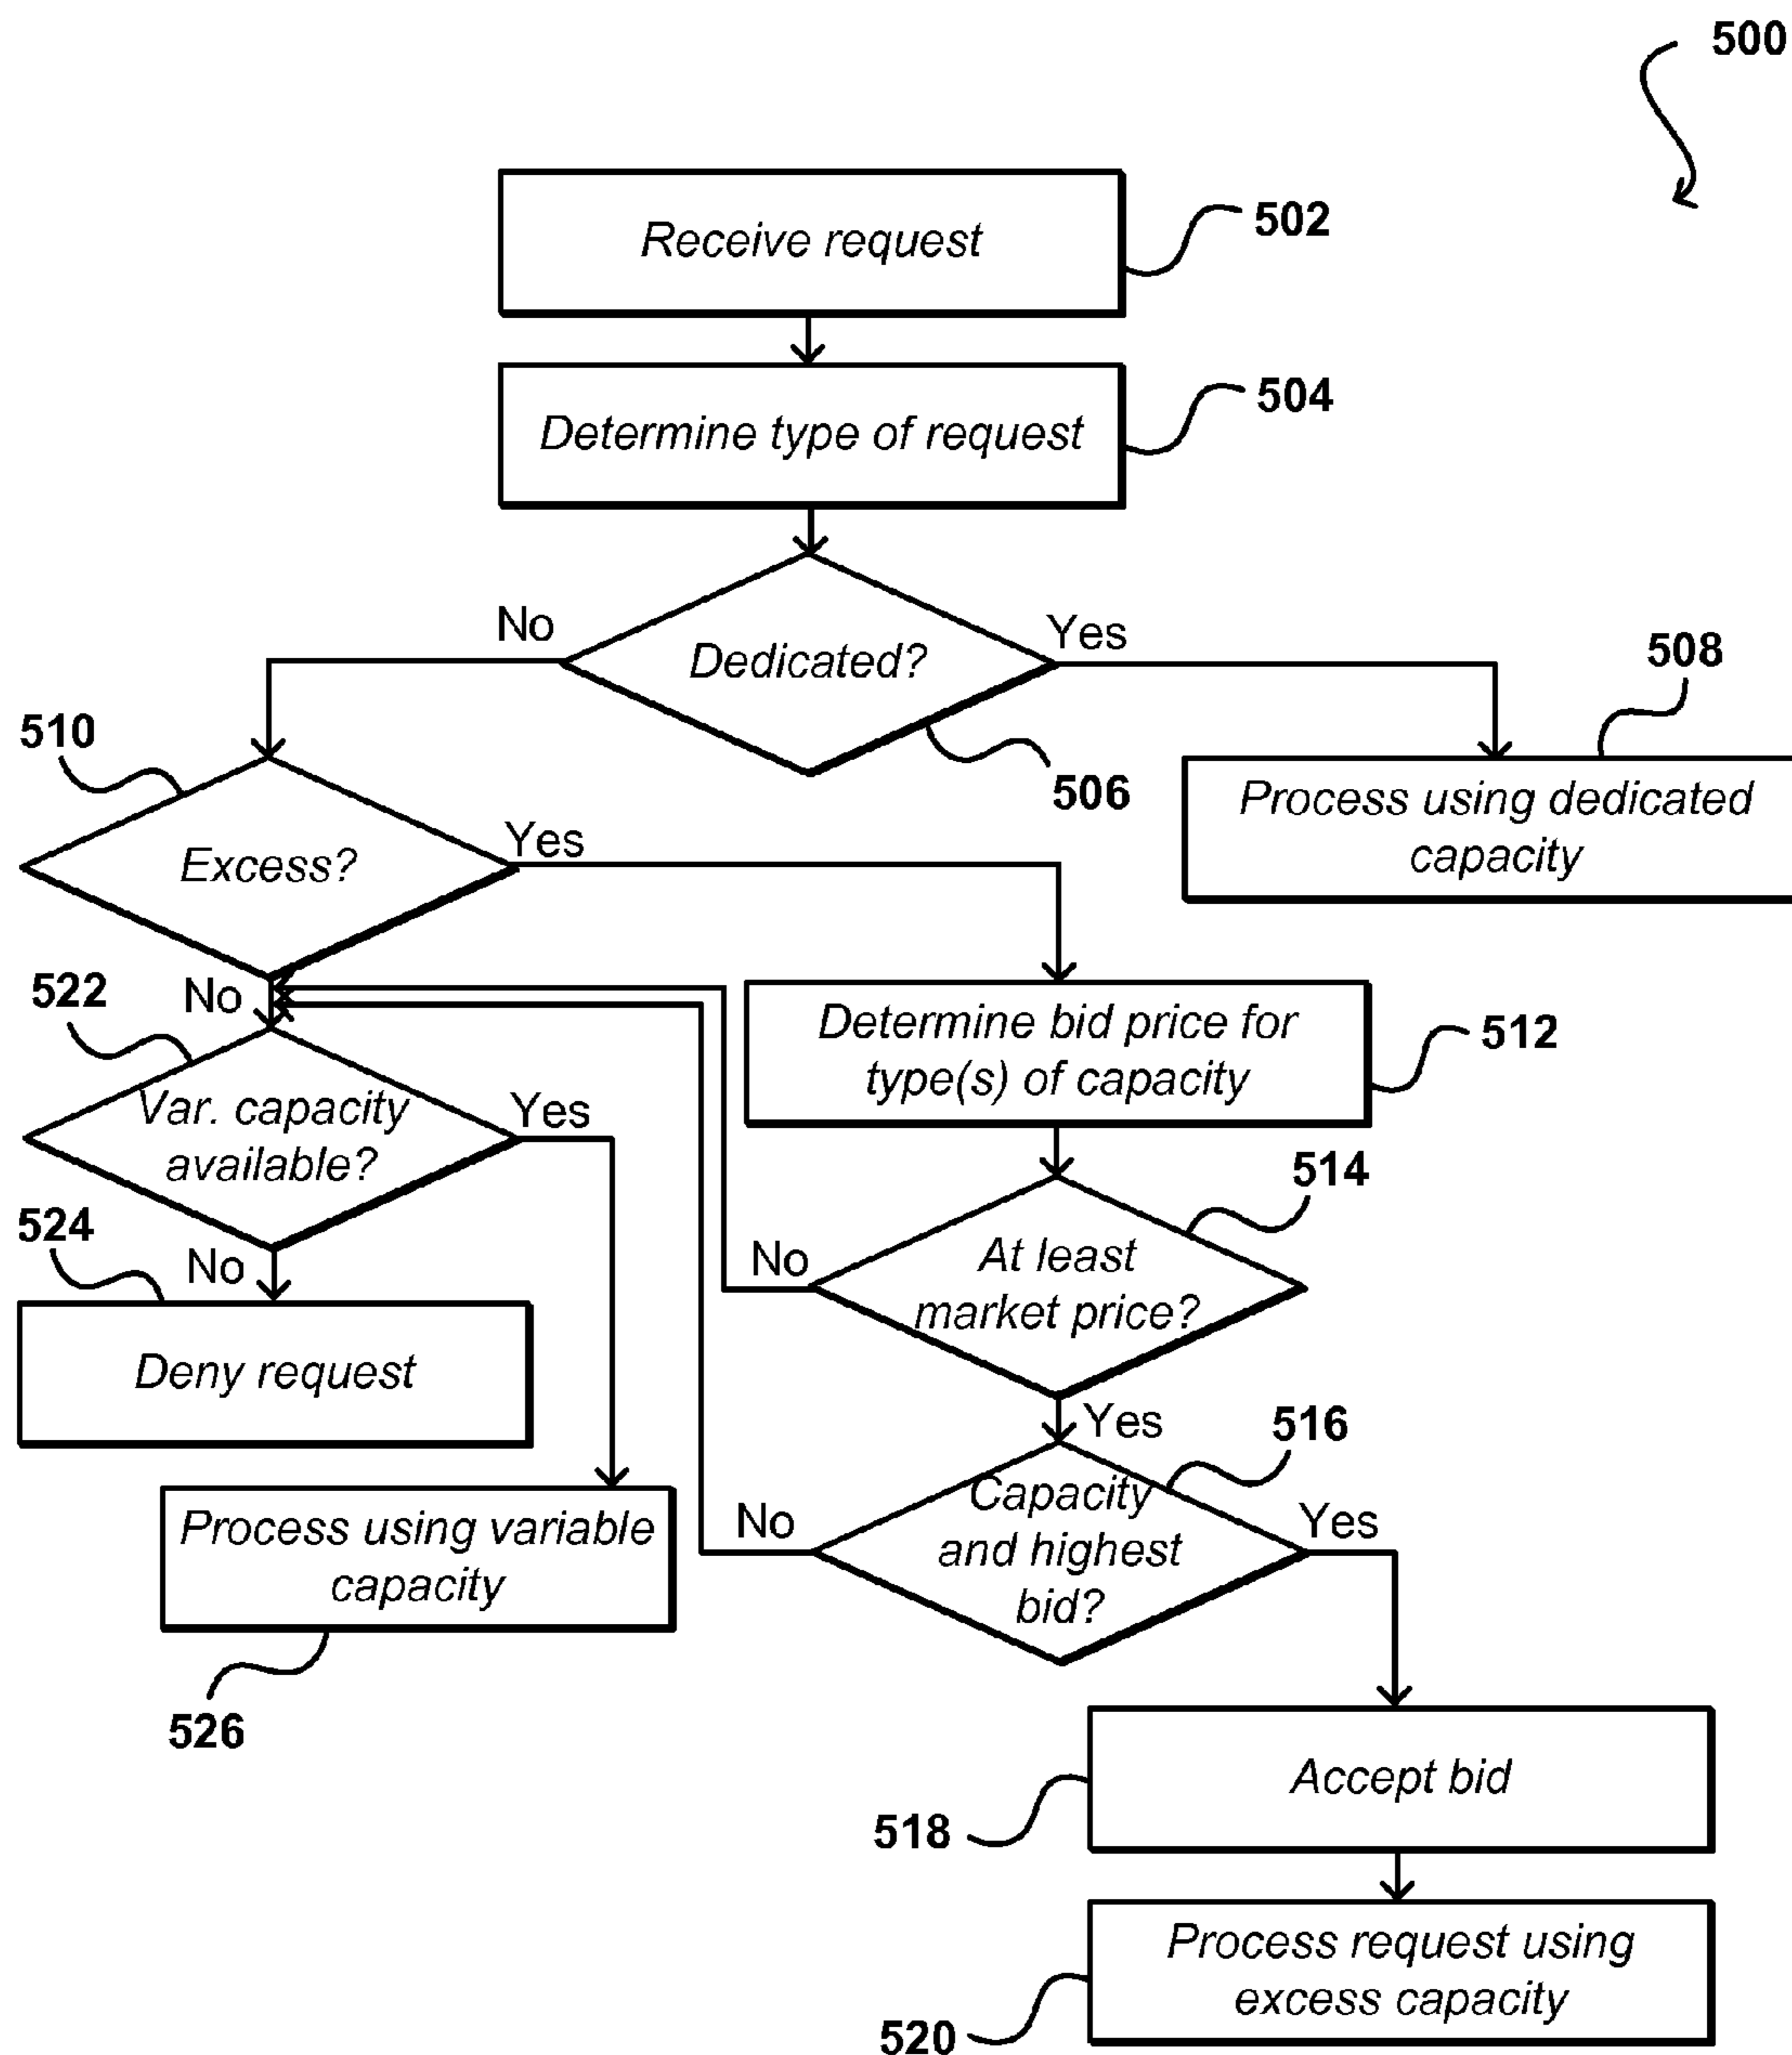 500
Receive request
502
Determine type of request
504
No
Dedicated?
Yes
506
508
Process using dedicated
capacity
510
Excess?
Yes
No
522
Determine bid price for
type(s) of capacity
512
Var. capacity
available?
Yes
No
524
Deny request
514
At least
market price?
No
Yes
516
Capacity
and highest
bid?
No
Yes
Process using variable
capacity
526
Accept bid
518
Process request using
excess capacity
520